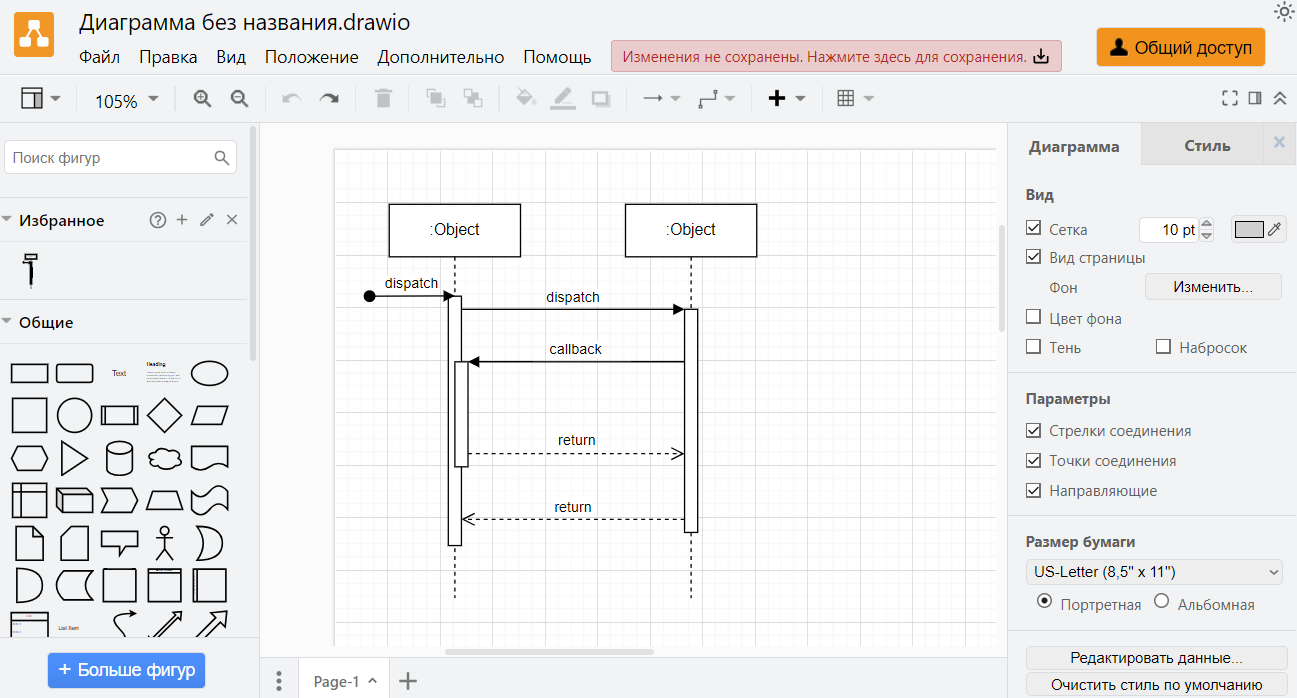 Диаграмма без названия.drawio
Файл Правка Вид Положение Дополнительно Помощь
Изменения не сохранены. Нажмите здесь для сохранения.
Общий доступ
105%
Поиск фигур
Избранное
Общие
Text
Heading
List Item
+ Больше фигур
:Object
:Object
dispatch
dispatch
callback
return
return
Page-1
Диаграмма
Стиль
Вид
Сетка
10 pt
Вид страницы
Фон
Изменить...
Цвет фона
Тень
Набросок
Параметры
Стрелки соединения
Точки соединения
Направляющие
Размер бумаги
US-Letter (8,5" x 11")
Портретная
Альбомная
Редактировать данные...
Очистить стиль по умолчанию